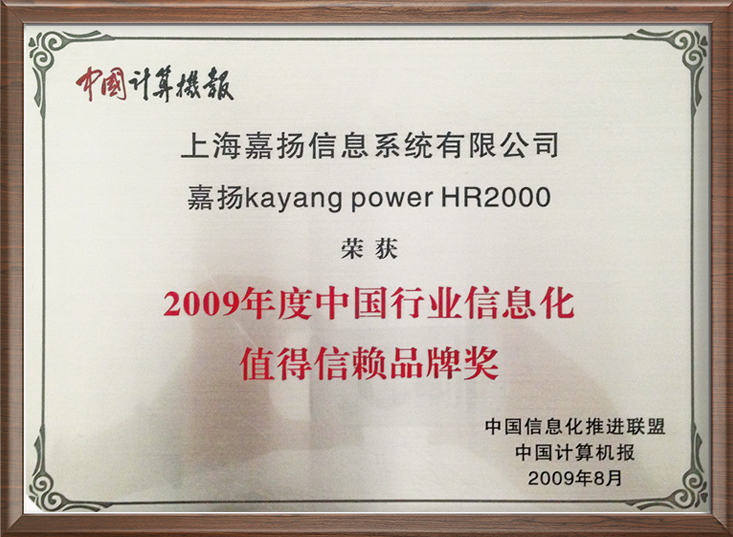 中國计算機報
上海嘉扬信息系统有限公司
嘉扬kayang power HR2000
荣获
2009年度中国行业信息化
值得信赖品牌奖
中国信息化推进联盟
中国计算机报
2009年8月